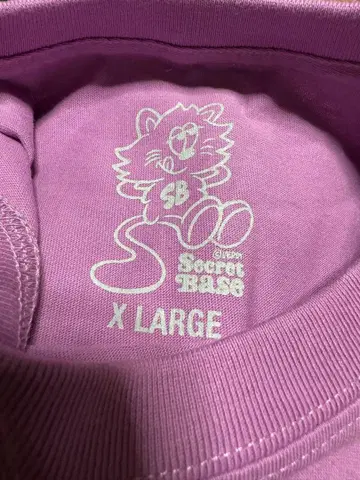 SB
Secret
Base
X LARGE